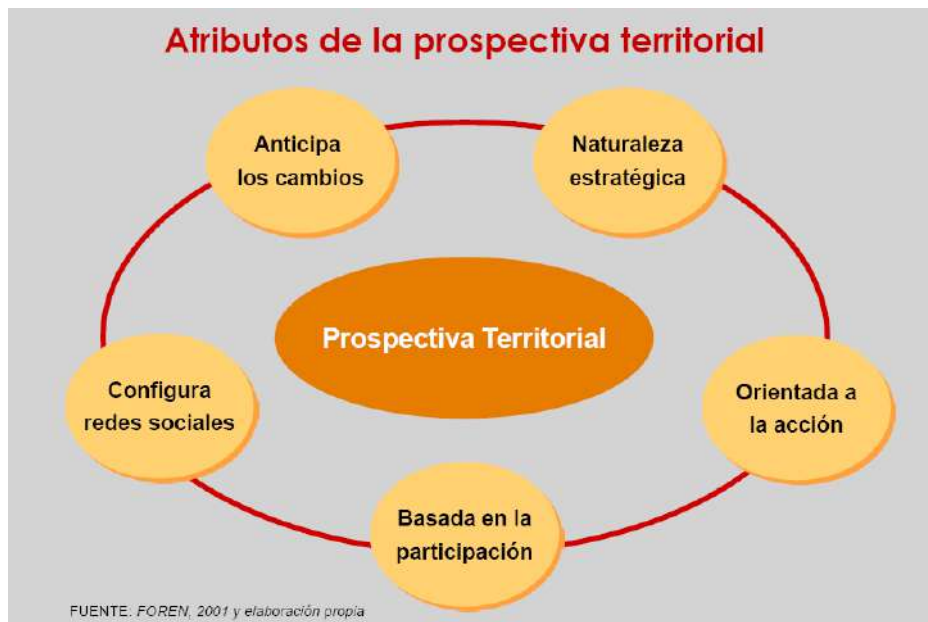 Atributos de la prospectiva territorial
Anticipa
los cambios
Naturaleza
estratégica
Prospectiva Territorial
Configura
redes sociales
Orientada a
la acción
Basada en la
participación
FUENTE: FOREN, 2001 y elaboración propia